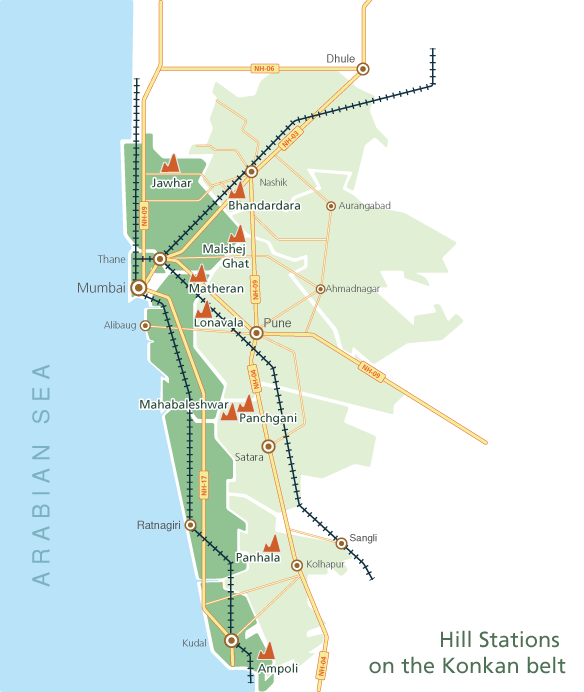 Dhule
NH-06
NH-03
Jawhar
Nashik
Bhandardara
Aurangabad
NH-09
Malshej
Ghat
Thane
Matheran
Mumbai
NH-09
Ahmadnagar
Lonavala
Pune
Alibaug
NH-09
NH-04
ARABIAN SEA
Mahabaleshwar
Panchgani
Satara
NH-17
Ratnagiri
Sangli
Panhala
Kolhapur
Kudal
Ampoli
NH-04
Hill Stations
on the Konkan belt